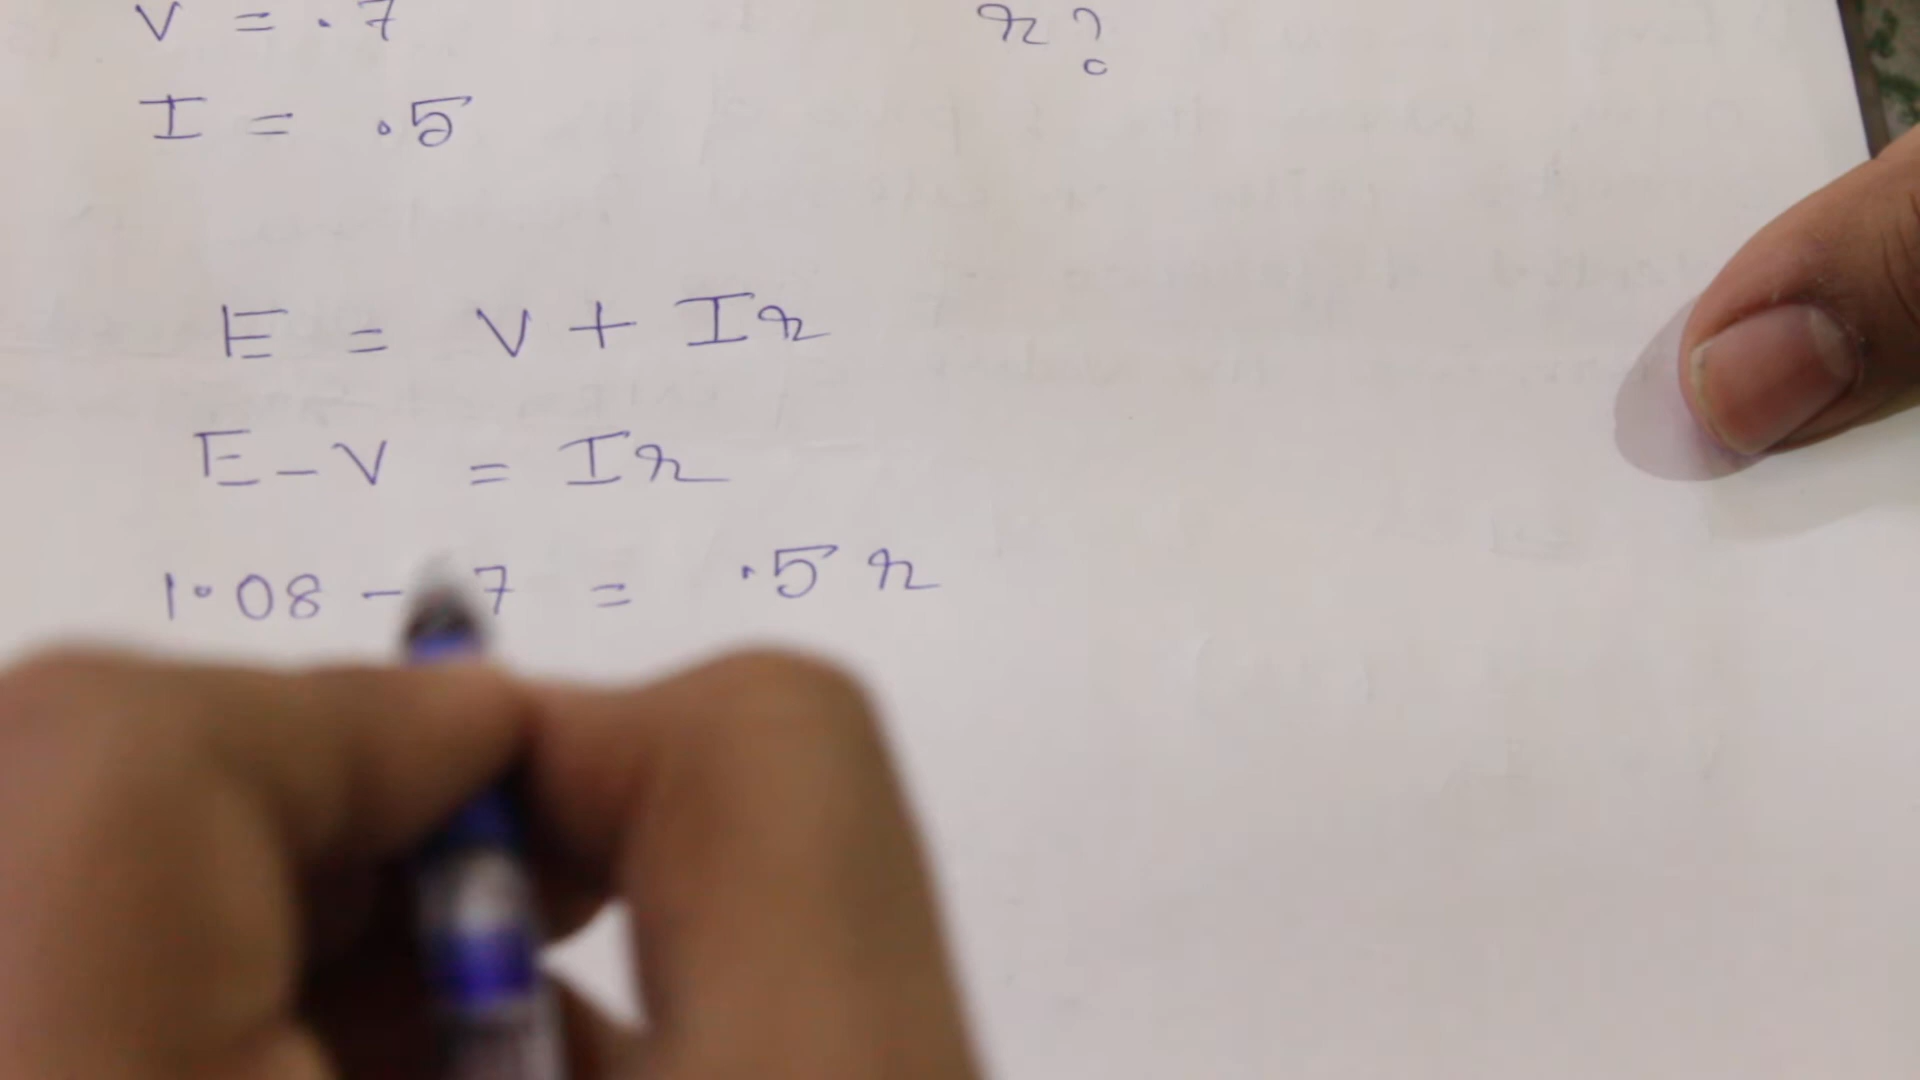 V = .7
r?
I = .5
E = V + Ir
E - V = Ir
1.08 - 7 = .5 r